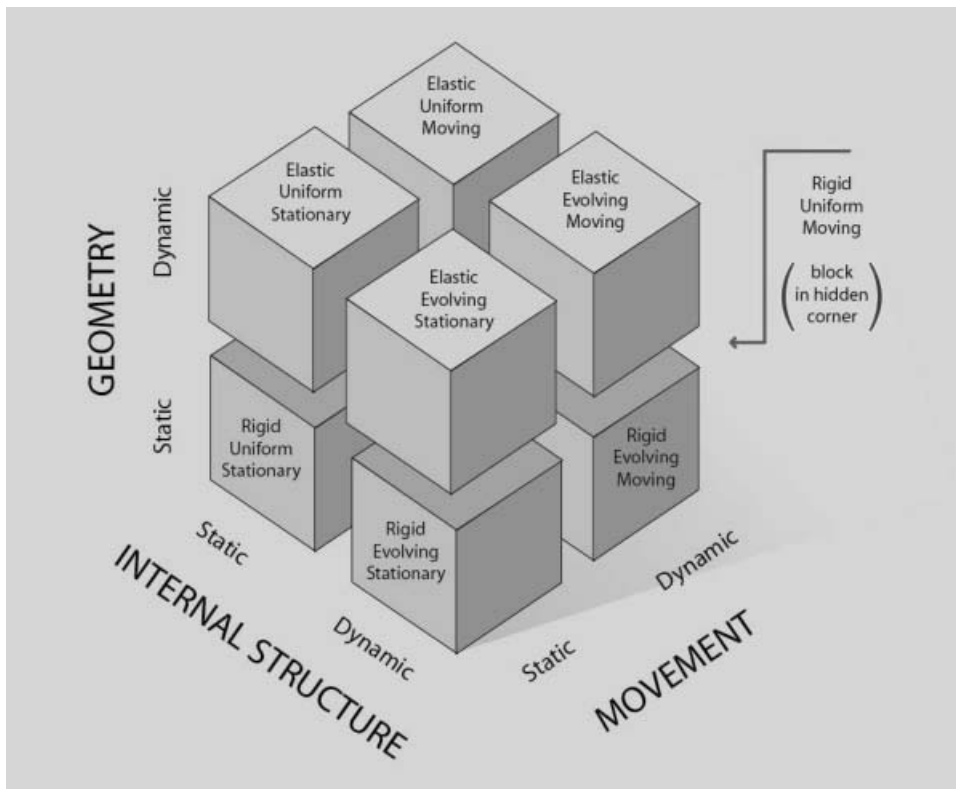 Elastic
Uniform
Moving
Elastic
Uniform
Stationary
Elastic
Evolving
Moving
Elastic
Evolving
Stationary
Rigid
Uniform
Moving
(block
in hidden
corner)
GEOMETRY
Dynamic
Static
Rigid
Uniform
Stationary
Rigid
Evolving
Moving
Rigid
Evolving
Stationary
Static
Dynamic
INTERNAL STRUCTURE
Static
Dynamic
MOVEMENT